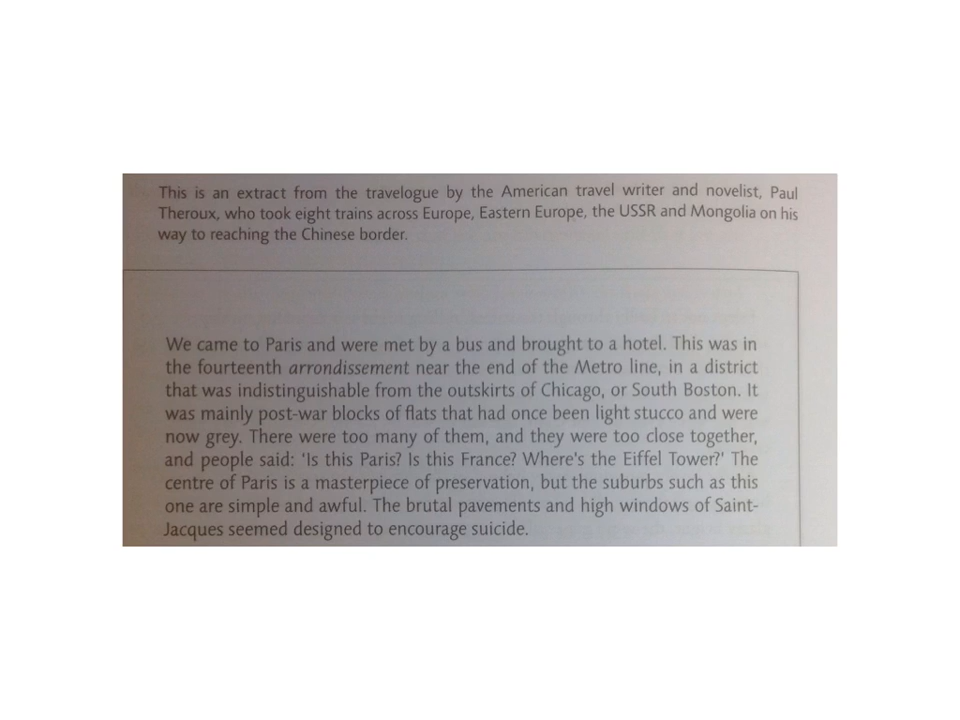 This is an extract from the travelogue by the American travel writer and novelist, Paul
Theroux, who took eight trains across Europe, Eastern Europe, the USSR and Mongolia on his
way to reaching the Chinese border.
We came to Paris and were met by a bus and brought to a hotel. This was in
the fourteenth arrondissement near the end of the Metro line, in a district
that was indistinguishable from the outskirts of Chicago, or South Boston. It
was mainly post-war blocks of flats that had once been light stucco and were
now grey. There were too many of them, and they were too close together,
and people said: ‘Is this Paris? Is this France? Where's the Eiffel Tower?’ The
centre of Paris is a masterpiece of preservation, but the suburbs such as this
one are simple and awful. The brutal pavements and high windows of Saint-
Jacques seemed designed to encourage suicide.